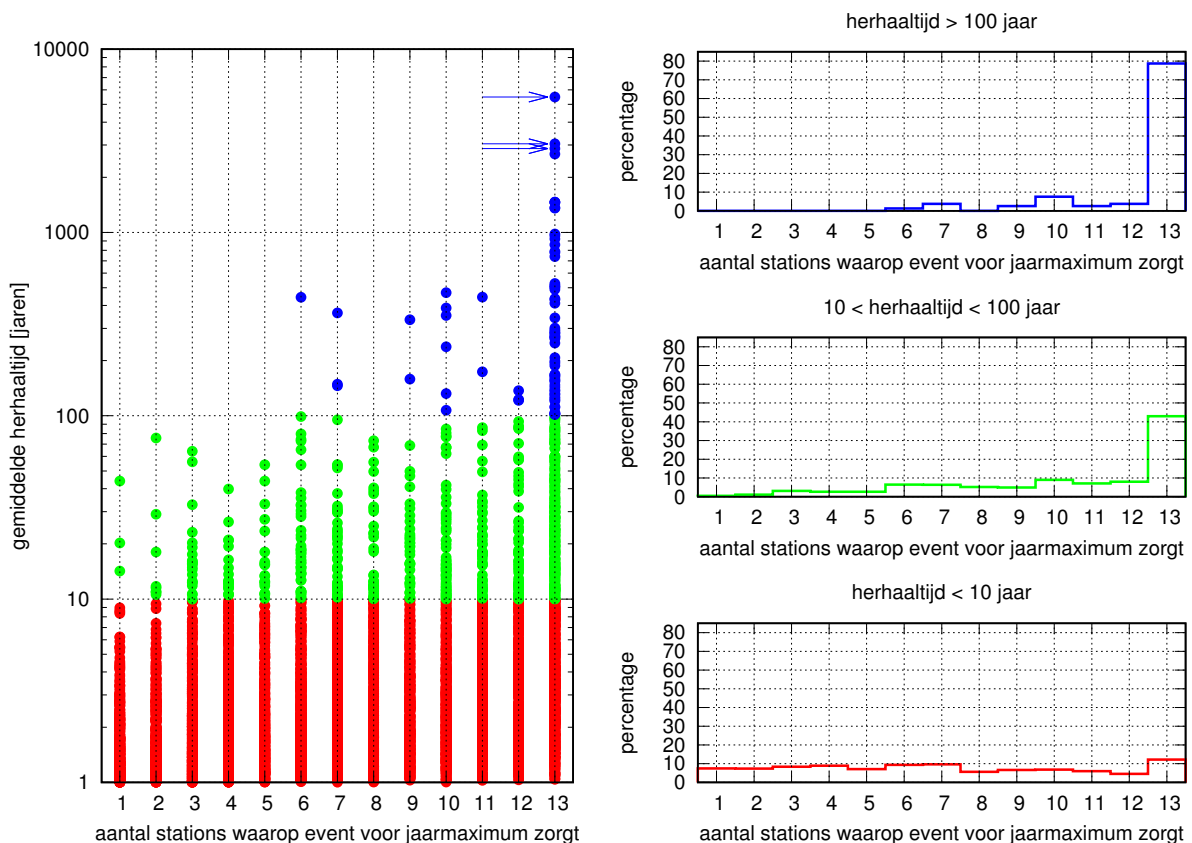 10000
1000
100
10
1
gemiddelde herhaaltijd [jaren]
1 2 3 4 5 6 7 8 9 10 11 12 13
aantal stations waarop event voor jaarmaximum zorgt
herhaaltijd > 100 jaar
80
70
60
50
40
30
20
10
0
percentage
1 2 3 4 5 6 7 8 9 10 11 12 13
aantal stations waarop event voor jaarmaximum zorgt
10 < herhaaltijd < 100 jaar
80
70
60
50
40
30
20
10
0
percentage
1 2 3 4 5 6 7 8 9 10 11 12 13
aantal stations waarop event voor jaarmaximum zorgt
herhaaltijd < 10 jaar
80
70
60
50
40
30
20
10
0
percentage
1 2 3 4 5 6 7 8 9 10 11 12 13
aantal stations waarop event voor jaarmaximum zorgt